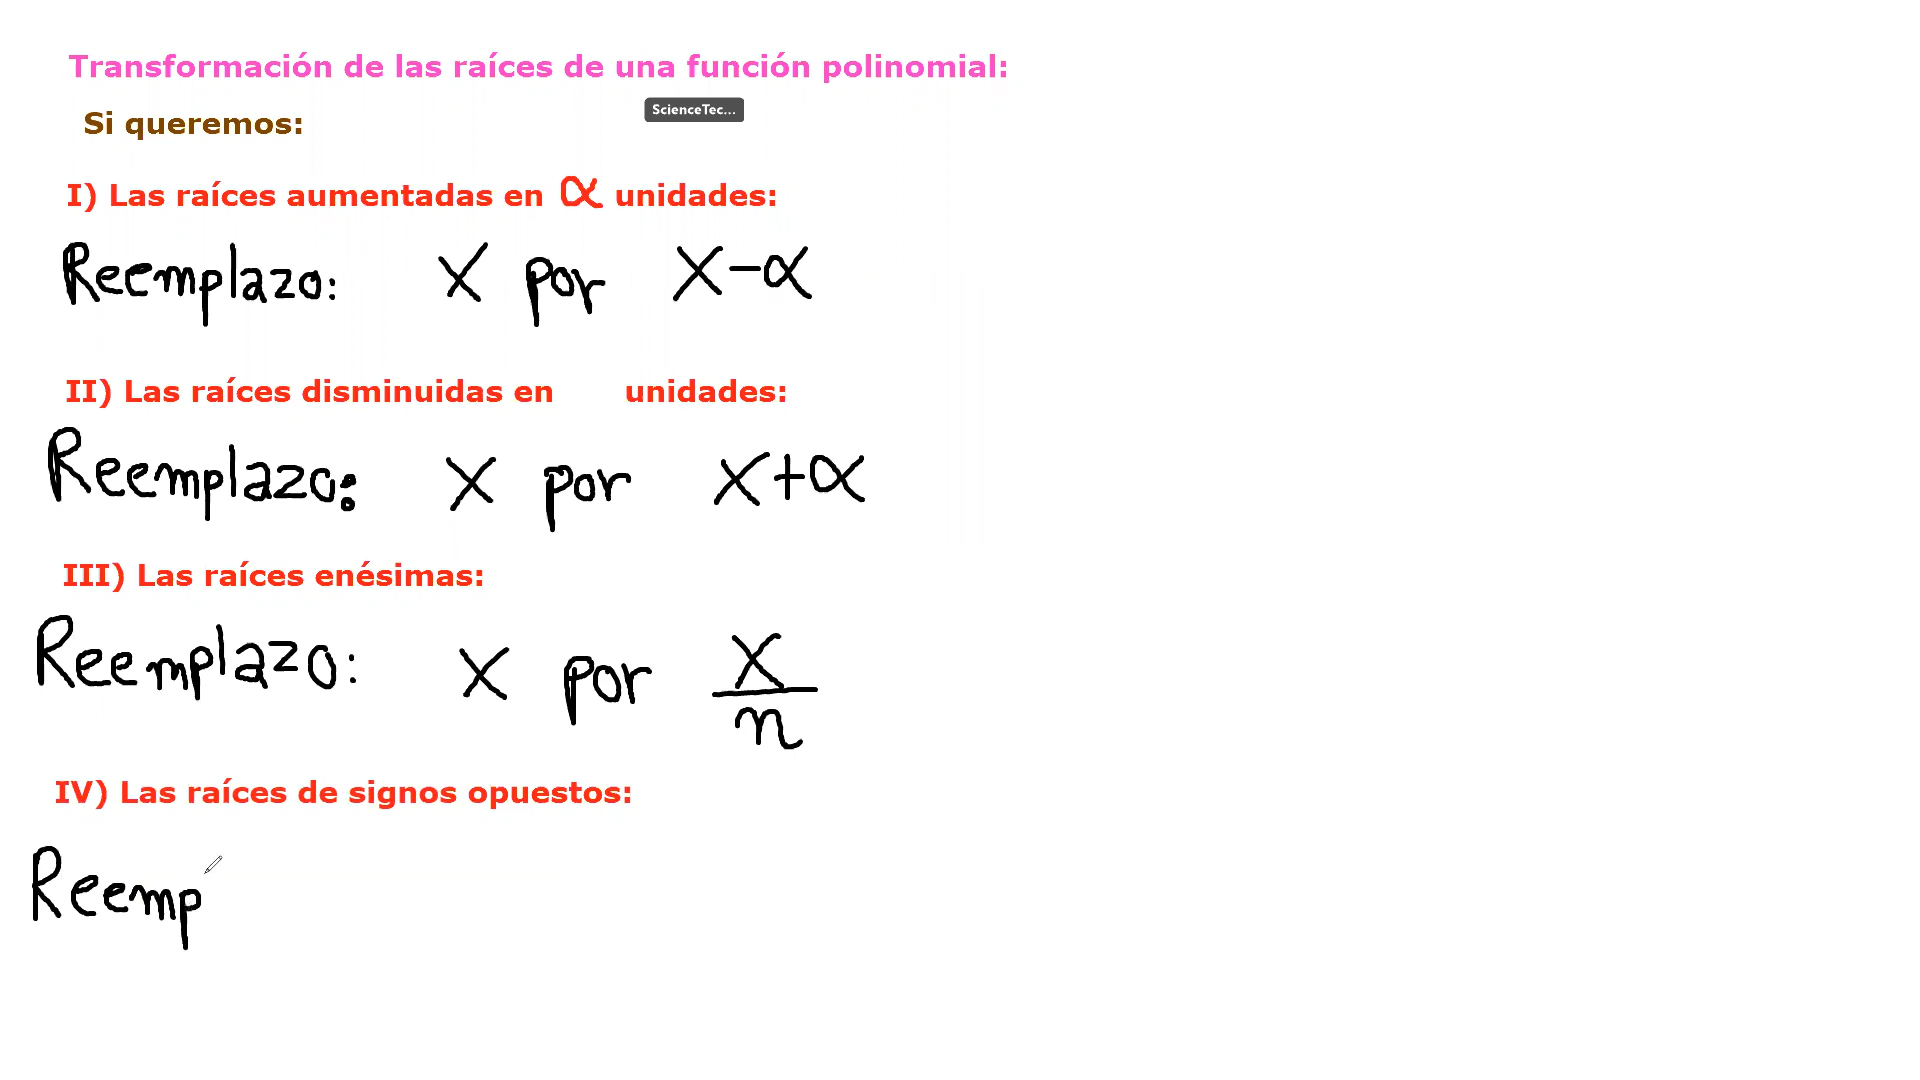 Transformación de las raíces de una función polinomial:
ScienceTec...
Si queremos:
I) Las raíces aumentadas en α unidades:
Reemplazo: x por x-α
II) Las raíces disminuidas en unidades:
Reemplazo: x por x+α
III) Las raíces enésimas:
Reemplazo: x por x/n
IV) Las raíces de signos opuestos:
Reemp